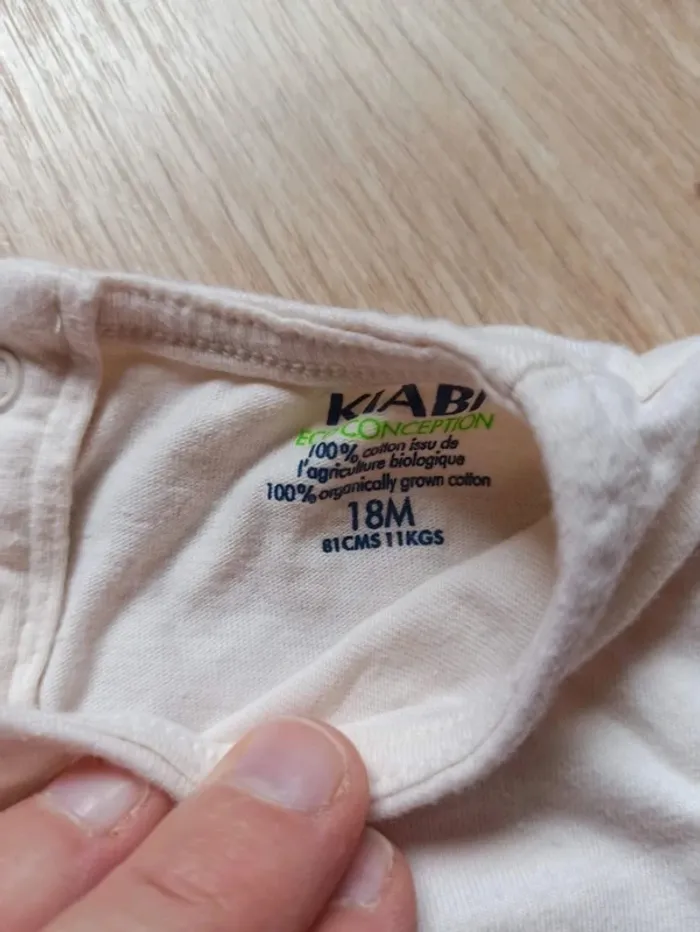 KIABI
ECOCONCEPTION
100% coton issu de
l'agriculture biologique
100% organically grown cotton
18M
81CMS 11KGS